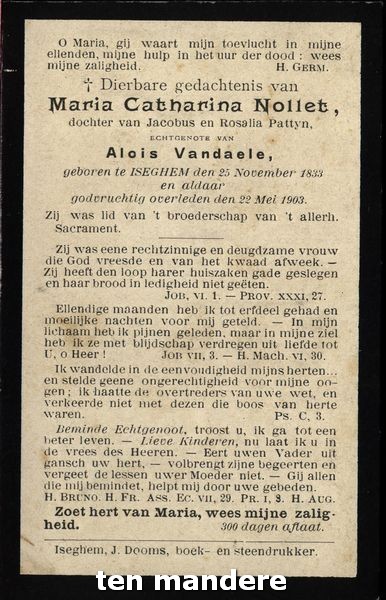 O Maria, gij waart mijn toevlucht in mijne
ellenden, mijne hulp in het uur der dood : wees
mijne zaligheid. H. GERM.
† Dierbare gedachtenis van
Maria Catharina Nollet,
dochter van Jacobus en Rosalia Pattyn,
ECHTGENOTE VAN
Alois Vandaele,
geboren te ISEGHEM den 25 November 1833
en aldaar
godvruchtig overleden den 22 Mei 1903.
Zij was lid van 't broederschap van 't allerh.
Sacrament.
Zij was eene rechtzinnige en deugdzame vrouw
die God vreesde en van het kwaad afweek. —
Zij heeft den loop harer huiszaken gade geslegen
en haar brood in ledigheid niet geëten.
JOB, VI. 1. — PROV. XXXI, 27.
Ellendige maanden heb ik tot erfdeel gehad en
moeilijke nachten voor mij geteld. — In mijn
lichaam heb ik pijnen geleden, maar in mijne ziel
heb ik ze met blijdschap verdregen uit liefde tot
U, o Heer ! JOB VII, 3. — H. MACH. VI, 30.
Ik wandelde in de eenvoudigheid mijns herten...
en stelde geene ongerechtigheid voor mijne oo-
gen ; ik haatte de overtreders van uwe wet, en
verkeerde niet met dezen die boos van herte
waren. Ps. C, 3.
Beminde Echtgenoot, troost u, ik ga tot een
beter leven. — Lieve Kinderen, nu laat ik u in
de vrees des Heeren. — Eert uwen Vader uit
gansch uw hert, — volbrengt zijne begeerten en
vergeet de lessen uwer Moeder niet. — Gij allen
die mij bemindet, helpt mij door uwe gebeden.
H. BRUNO. H. FR. ASS. EC. VII, 29. PR. I, 8. H. AUG.
Zoet hert van Maria, wees mijne zalig-
heid. 300 dagen aflaat.
Iseghem, J. Dooms, boek- en steendrukker.
ten mandere